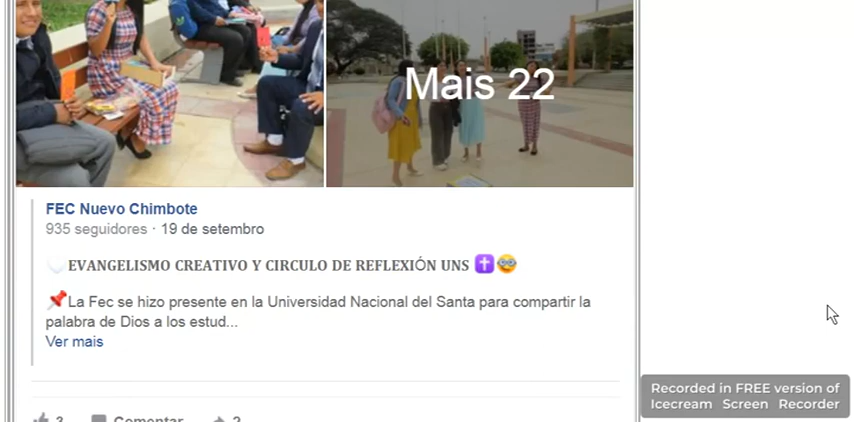 Mais 22
FEC Nuevo Chimbote
935 seguidores · 19 de setembro
EVANGELISMO CREATIVO Y CIRCULO DE REFLEXIÓN UNS ✝️🤓
📌La Fec se hizo presente en la Universidad Nacional del Santa para compartir la
palabra de Dios a los estud...
Ver mais
3 Comentar 2
Recorded in FREE version of
Icecream Screen Recorder